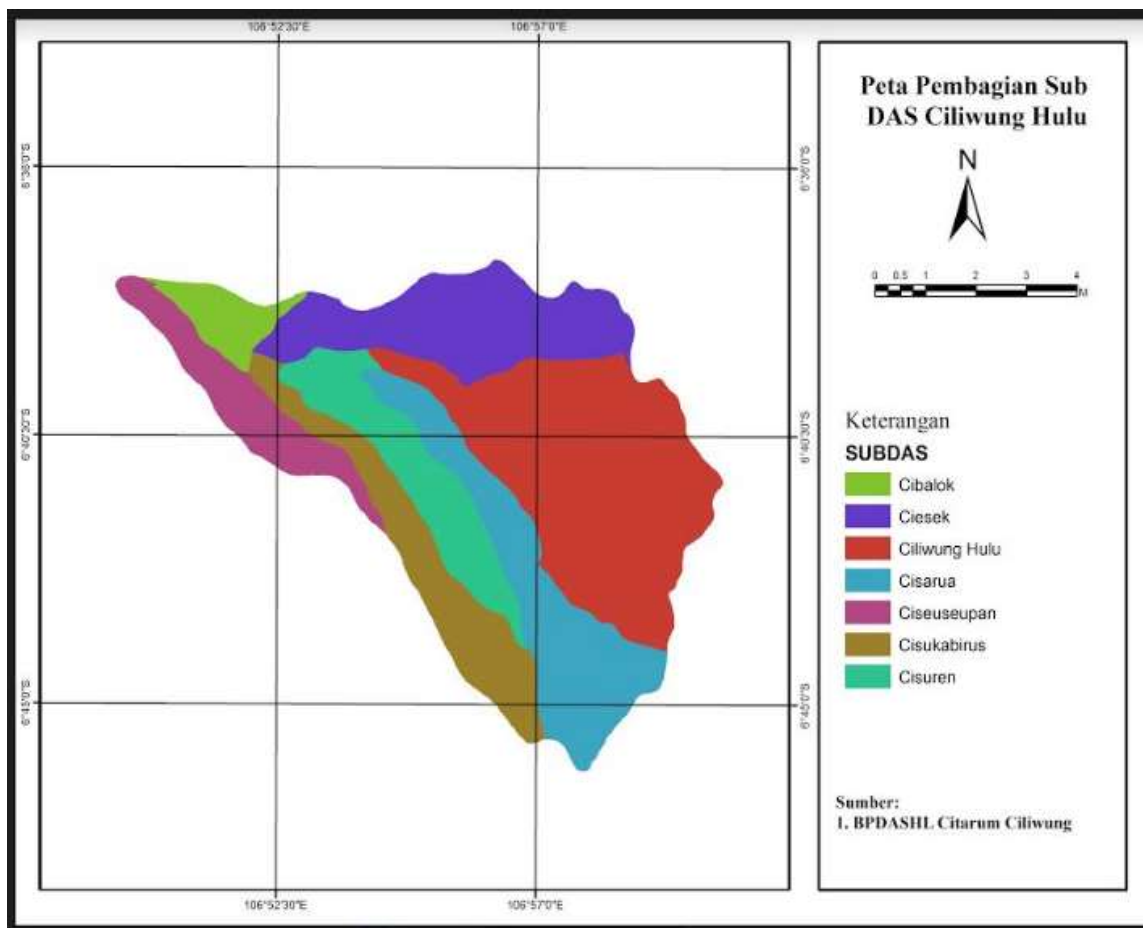 106°52'30"E
106°57'0"E
Peta Pembagian Sub
DAS Ciliwung Hulu
N
6°36'0"S
6°36'0"S
0 0.5 1 2 3 4
M
6°40'30"S
6°40'30"S
Keterangan
SUBDAS
Cibalok
Ciesek
Ciliwung Hulu
Cisarua
Ciseuseupan
Cisukabirus
Cisuren
6°45'0"S
6°45'0"S
Sumber:
1. BPDASHL Citarum Ciliwung
106°52'30"E
106°57'0"E